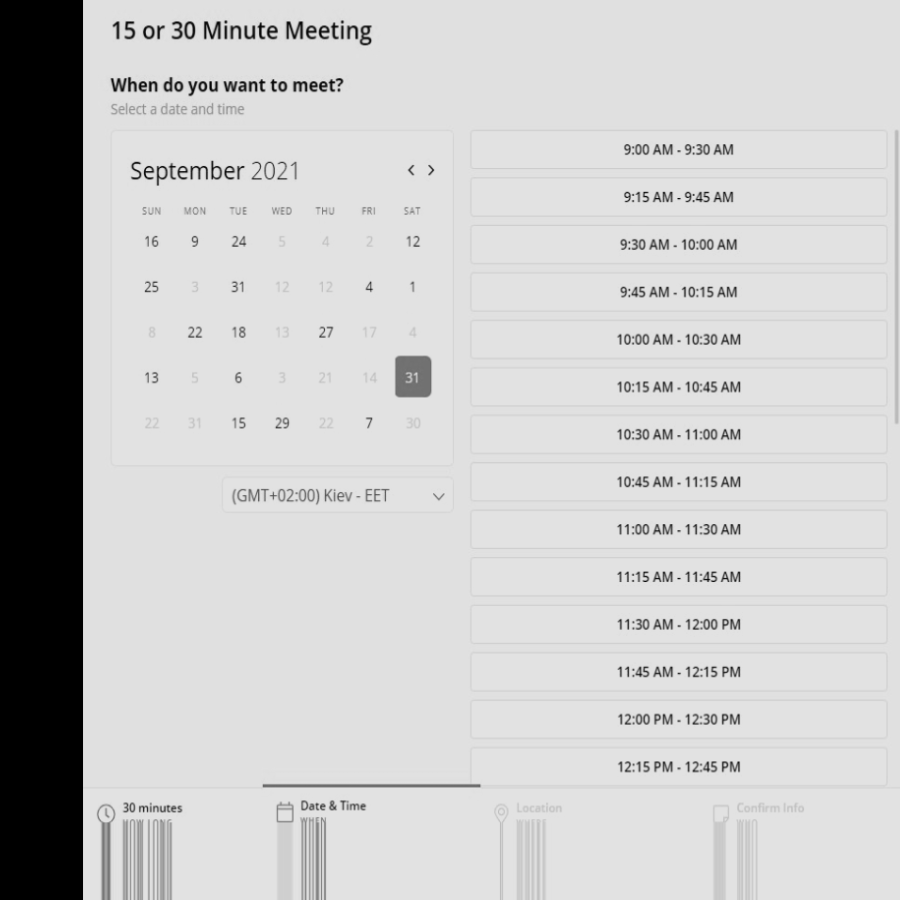 15 or 30 Minute Meeting
When do you want to meet?
Select a date and time
September 2021
SUN MON TUE WED THU FRI SAT
16 9 24 5 4 2 12
25 3 31 12 12 4 1
8 22 18 13 27 17 4
13 5 6 3 21 14 31
22 31 15 29 22 7 30
(GMT+02:00) Kiev - EET
9:00 AM - 9:30 AM
9:15 AM - 9:45 AM
9:30 AM - 10:00 AM
9:45 AM - 10:15 AM
10:00 AM - 10:30 AM
10:15 AM - 10:45 AM
10:30 AM - 11:00 AM
10:45 AM - 11:15 AM
11:00 AM - 11:30 AM
11:15 AM - 11:45 AM
11:30 AM - 12:00 PM
11:45 AM - 12:15 PM
12:00 PM - 12:30 PM
12:15 PM - 12:45 PM
30 minutes
Date & Time
WHEN
Location
Confirm Info